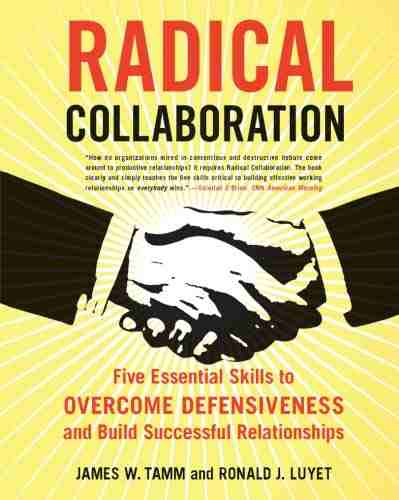 RADICAL
COLLABORATION
"How do organizations mired in contentious and destructive debate come
around to productive relationships? It requires Radical Collaboration. The book
clearly and simply teaches the five skills critical to building effective working
relationships so everybody wins." —Soledad O'Brien, CNN American Morning
Five Essential Skills to
OVERCOME DEFENSIVENESS
and Build Successful Relationships
JAMES W. TAMM and RONALD J. LUYET